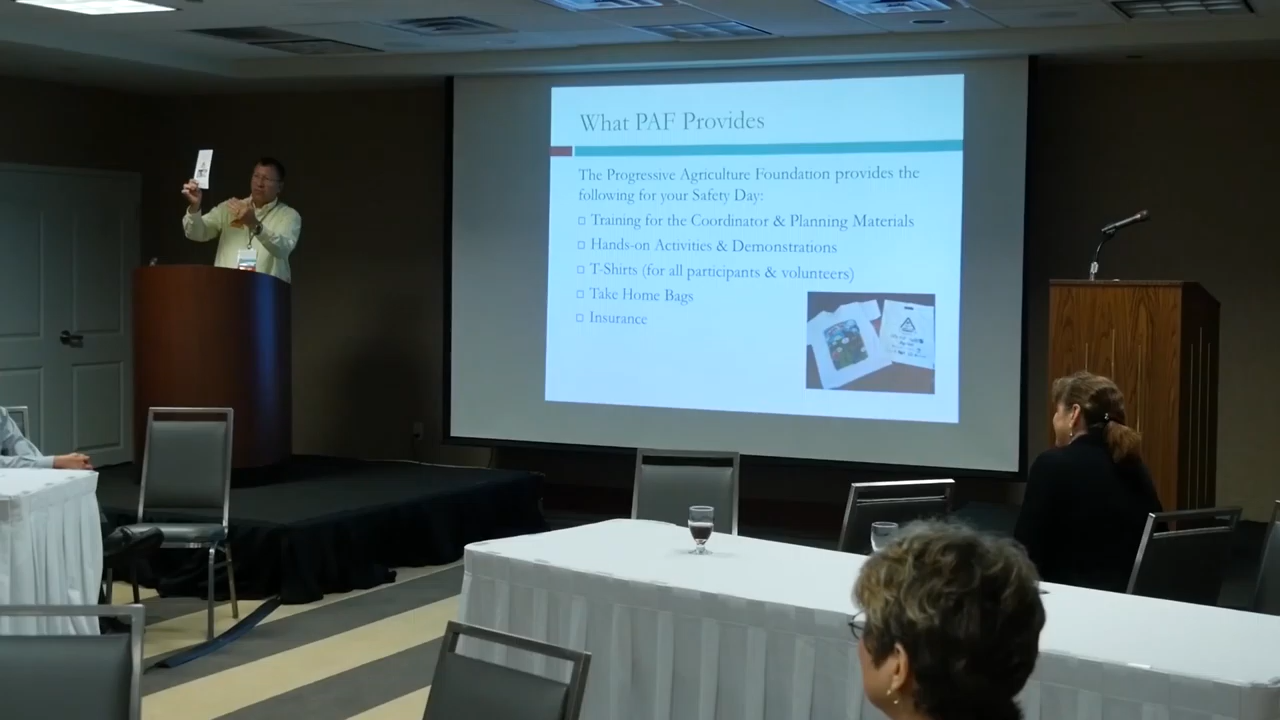 What PAF Provides
The Progressive Agriculture Foundation provides the
following for your Safety Day:
Training for the Coordinator & Planning Materials
Hands-on Activities & Demonstrations
T-Shirts (for all participants & volunteers)
Take Home Bags
Insurance